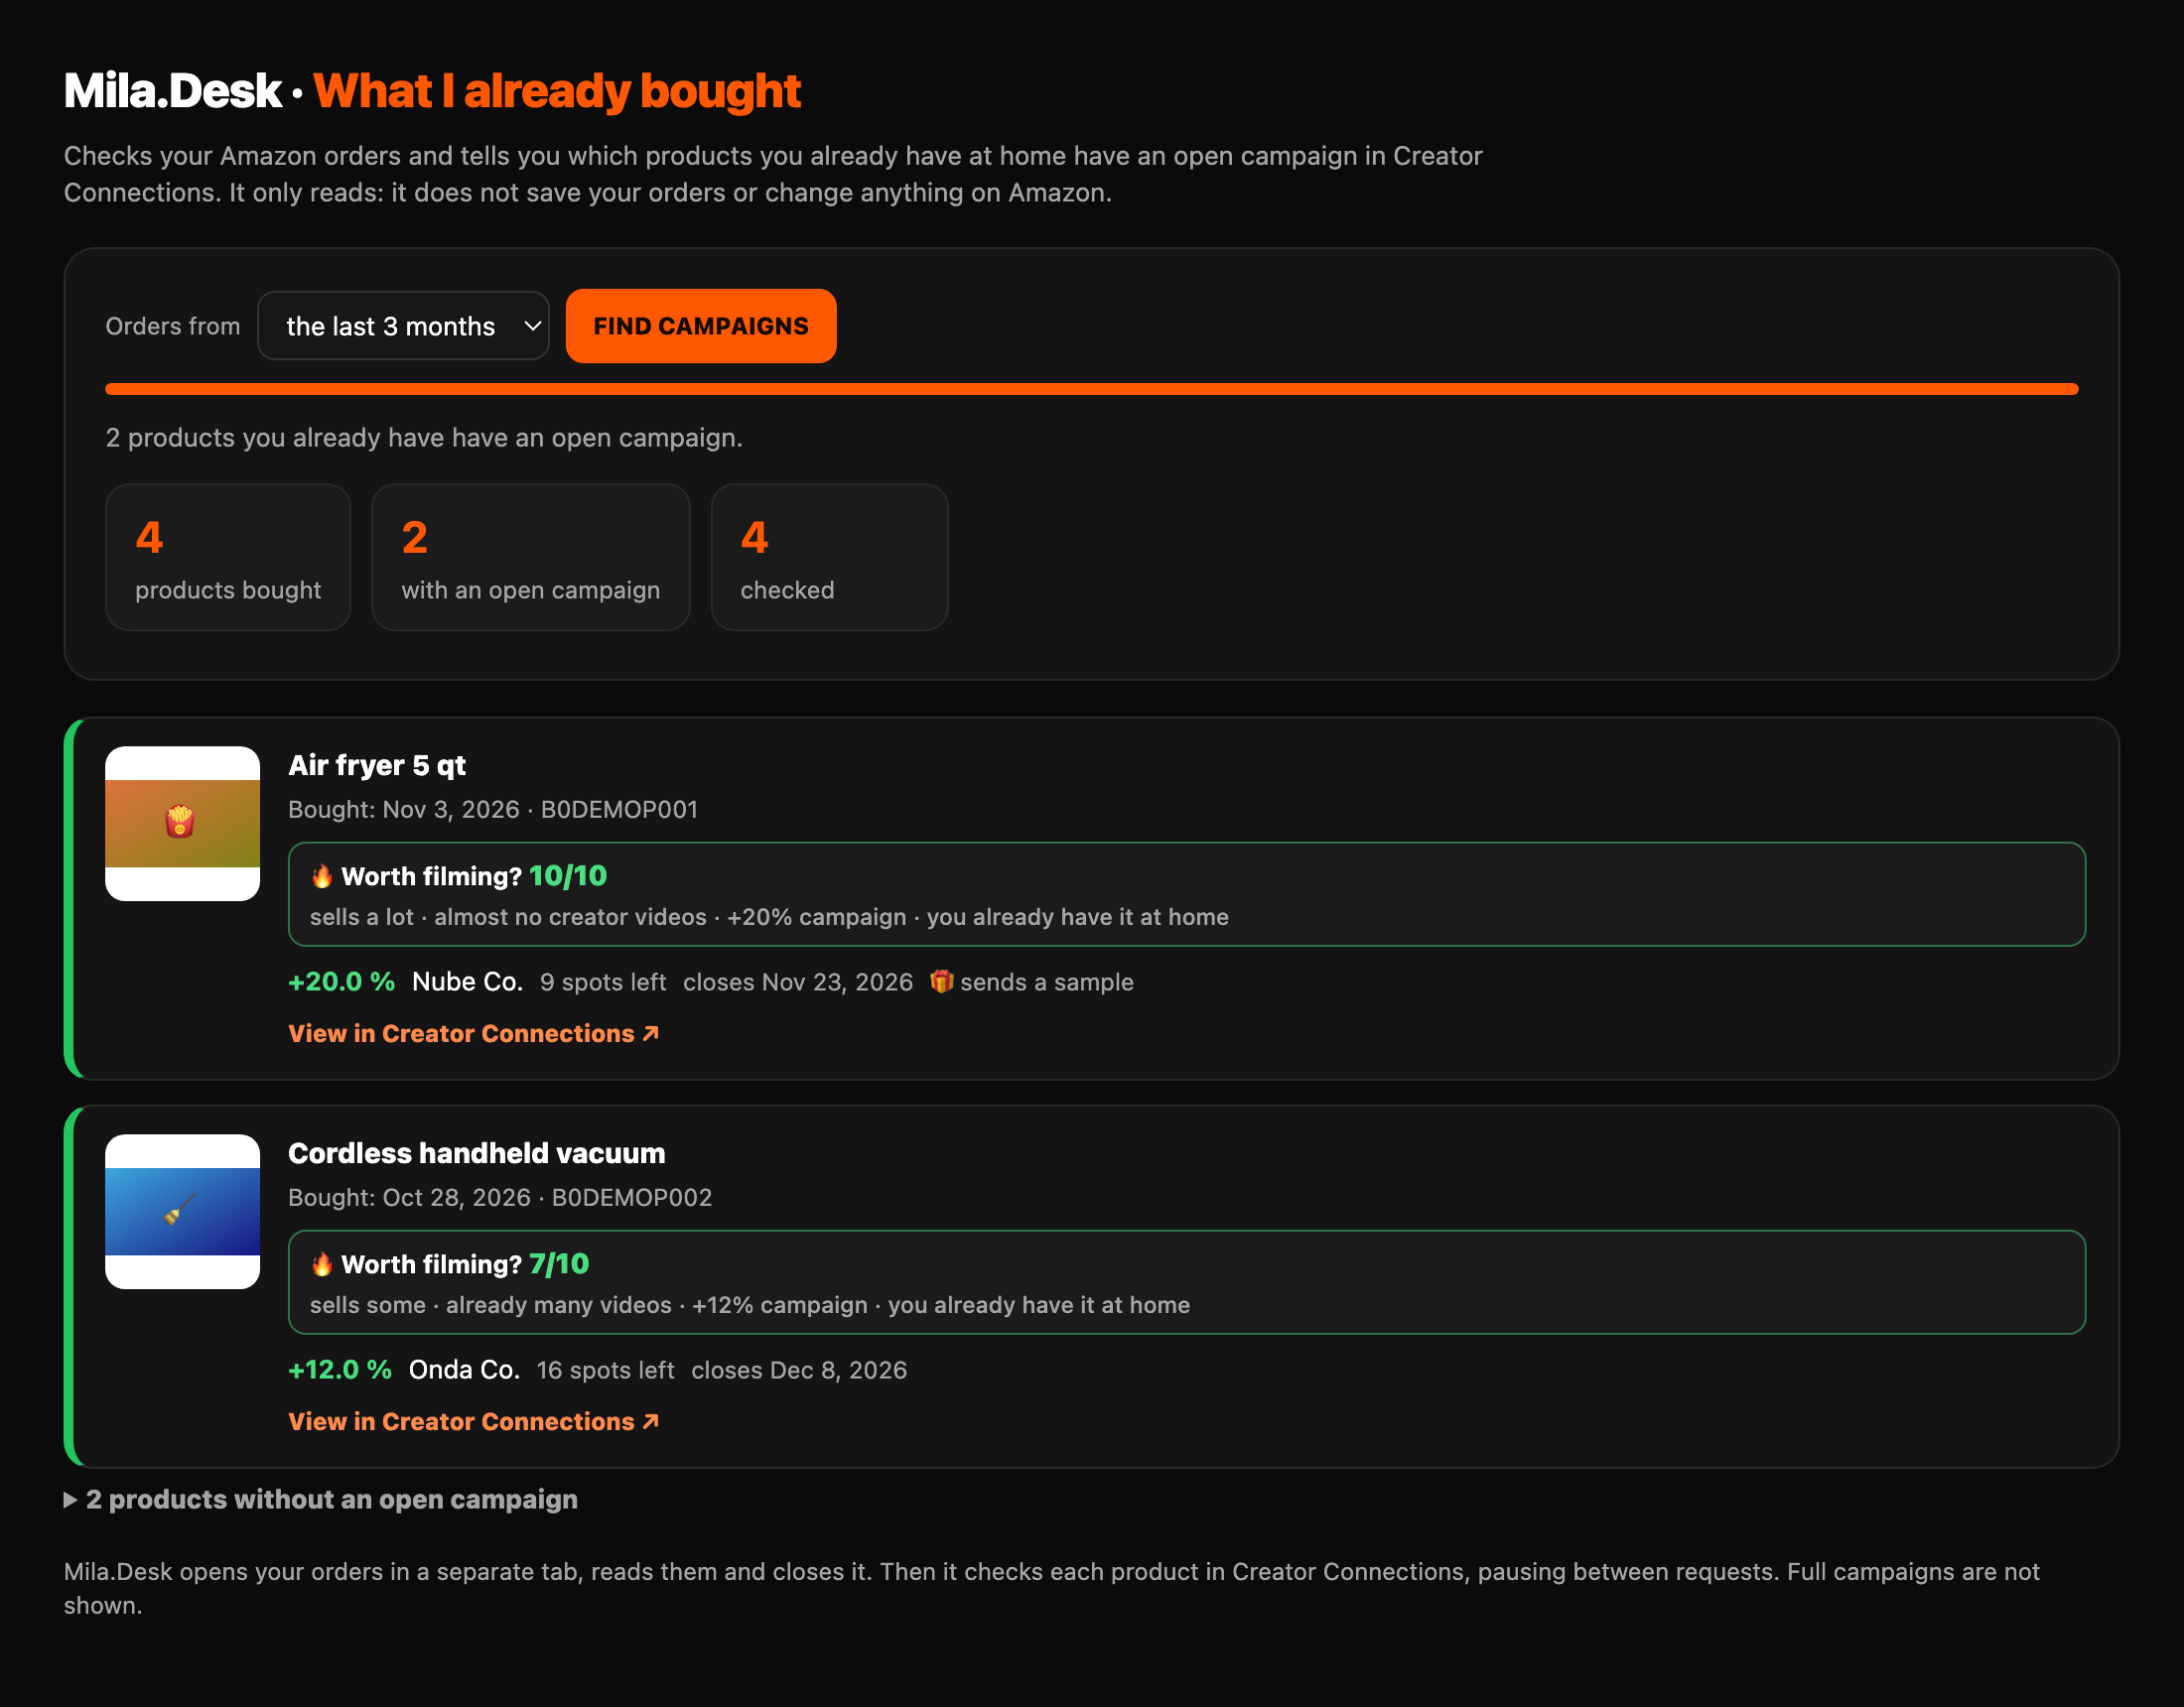 Mila.Desk · What I already bought
Checks your Amazon orders and tells you which products you already have at home have an open campaign in Creator
Connections. It only reads: it does not save your orders or change anything on Amazon.
Orders from the last 3 months FIND CAMPAIGNS
2 products you already have have an open campaign.
4 2 4
products bought with an open campaign checked
Air fryer 5 qt
Bought: Nov 3, 2026 · B0DEMOP001
🔥 Worth filming? 10/10
sells a lot · almost no creator videos · +20% campaign · you already have it at home
+20.0 % Nube Co. 9 spots left closes Nov 23, 2026 🎁 sends a sample
View in Creator Connections ↗
Cordless handheld vacuum
Bought: Oct 28, 2026 · B0DEMOP002
🔥 Worth filming? 7/10
sells some · already many videos · +12% campaign · you already have it at home
+12.0 % Onda Co. 16 spots left closes Dec 8, 2026
View in Creator Connections ↗
▶ 2 products without an open campaign
Mila.Desk opens your orders in a separate tab, reads them and closes it. Then it checks each product in Creator Connections, pausing between requests. Full campaigns are not
shown.